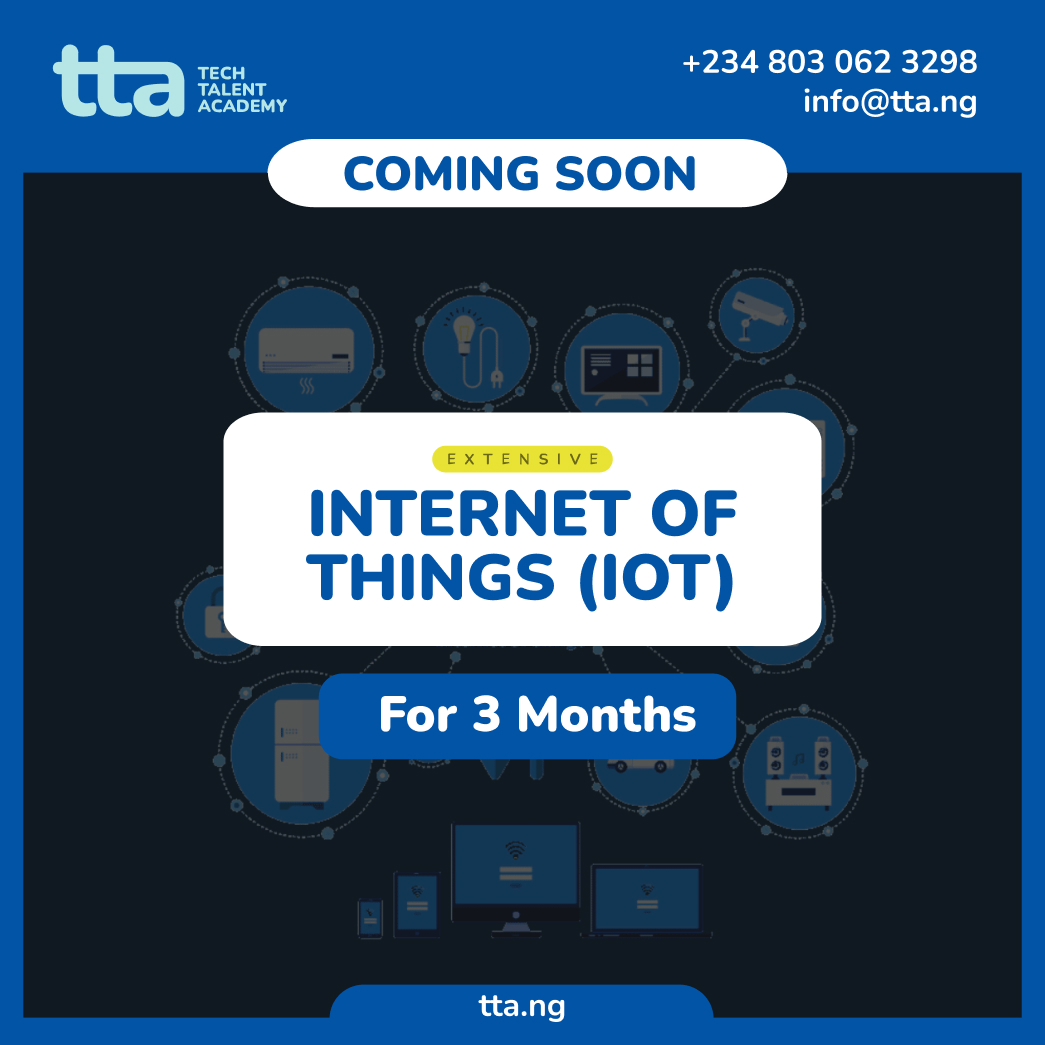 tta
TECH
TALENT
ACADEMY
+234 803 062 3298
info@tta.ng
COMING SOON
EXTENSIVE
INTERNET OF
THINGS (IOT)
For 3 Months
tta.ng